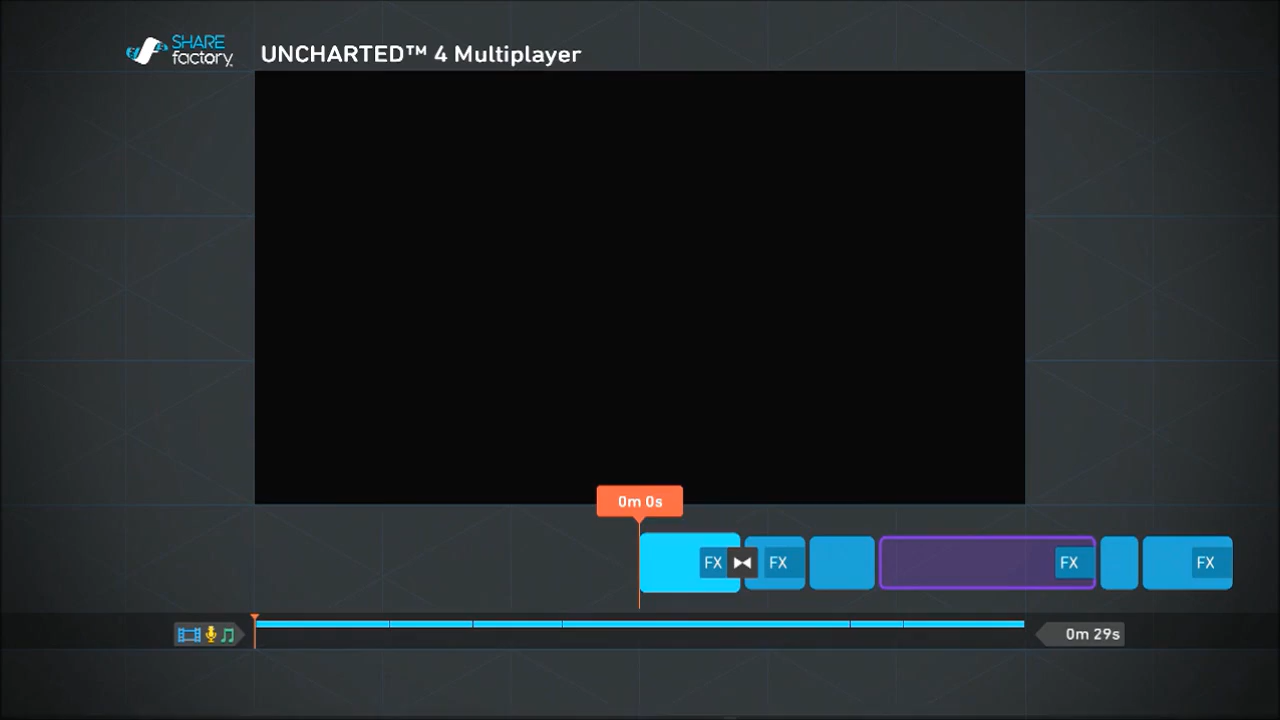 SHARE
factory
UNCHARTED™ 4 Multiplayer
0m 0s
FX FX FX FX
0m 29s